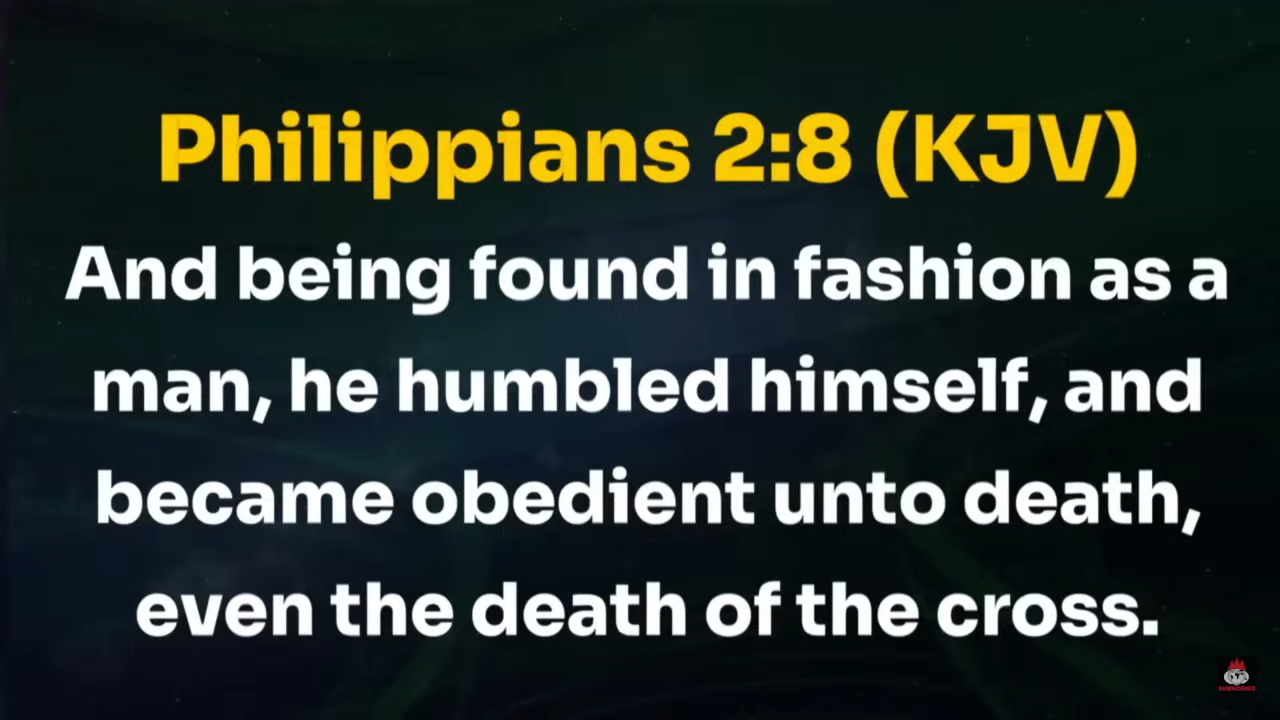 Philippians 2:8 (KJV)
And being found in fashion as a
man, he humbled himself, and
became obedient unto death,
even the death of the cross.